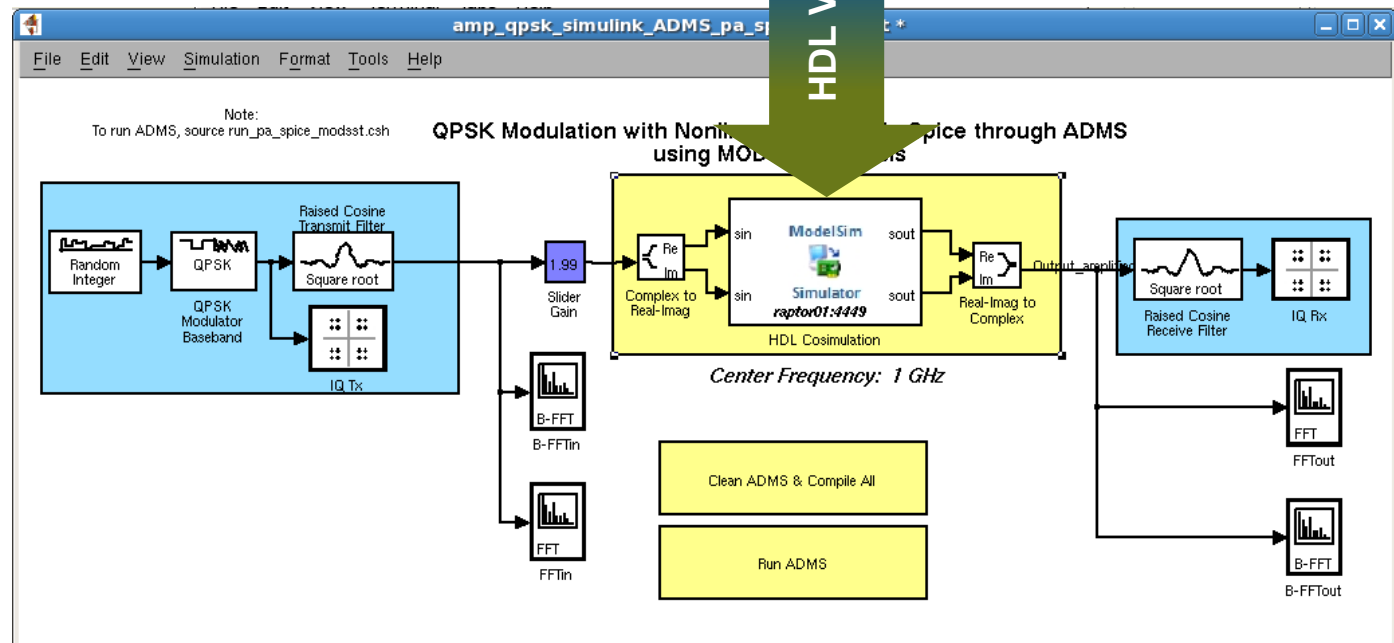 amp_qpsk_simulink_ADMS_pa_sp
HDL
File Edit View Simulation Format Tools Help
Note:
To run ADMS, source run_pa_spice_modsst.csh
QPSK Modulation with Spice through ADMS
using
Random
Integer
QPSK
QPSK
Modulator
Baseband
Raised Cosine
Transmit Filter
Square root
IQ Tx
1.99
Slider
Gain
Re
Im
Complex to
Real-Imag
sin
sin
ModelSim
Simulator
raptor01:4449
sout
sout
HDL Cosimulation
Re
Im
Real-Imag to
Complex
Output_amplified
Square root
Raised Cosine
Receive Filter
IQ Rx
Center Frequency: 1 GHz
B-FFT
B-FFTin
FFT
FFTin
Clean ADMS & Compile All
Run ADMS
FFT
FFTout
B-FFT
B-FFTout